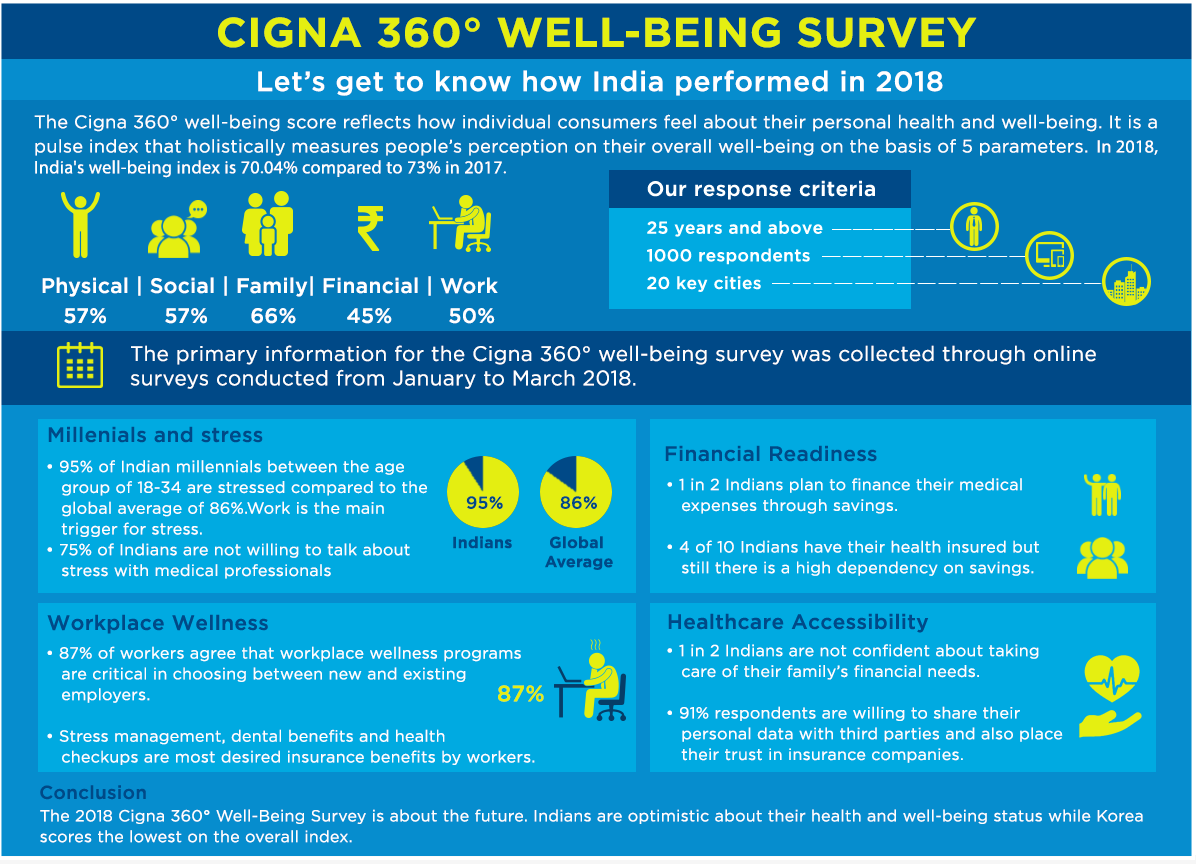 CIGNA 360° WELL-BEING SURVEY
Let's get to know how India performed in 2018
The Cigna 360° well-being score reflects how individual consumers feel about their personal health and well-being. It is a
pulse index that holistically measures people's perception on their overall well-being on the basis of 5 parameters. In 2018,
India's well-being index is 70.04% compared to 73% in 2017.
Physical | Social | Family| Financial | Work
57% 57% 66% 45% 50%
Our response criteria
25 years and above
1000 respondents
20 key cities
The primary information for the Cigna 360° well-being survey was collected through online
surveys conducted from January to March 2018.
Millenials and stress
• 95% of Indian millennials between the age
group of 18-34 are stressed compared to the
global average of 86%.Work is the main
trigger for stress.
• 75% of Indians are not willing to talk about
stress with medical professionals
95%
Indians
86%
Global
Average
Financial Readiness
• 1 in 2 Indians plan to finance their medical
expenses through savings.
• 4 of 10 Indians have their health insured but
still there is a high dependency on savings.
Workplace Wellness
• 87% of workers agree that workplace wellness programs
are critical in choosing between new and existing
employers.
87%
• Stress management, dental benefits and health
checkups are most desired insurance benefits by workers.
Healthcare Accessibility
• 1 in 2 Indians are not confident about taking
care of their family's financial needs.
• 91% respondents are willing to share their
personal data with third parties and also place
their trust in insurance companies.
Conclusion
The 2018 Cigna 360° Well-Being Survey is about the future. Indians are optimistic about their health and well-being status while Korea
scores the lowest on the overall index.